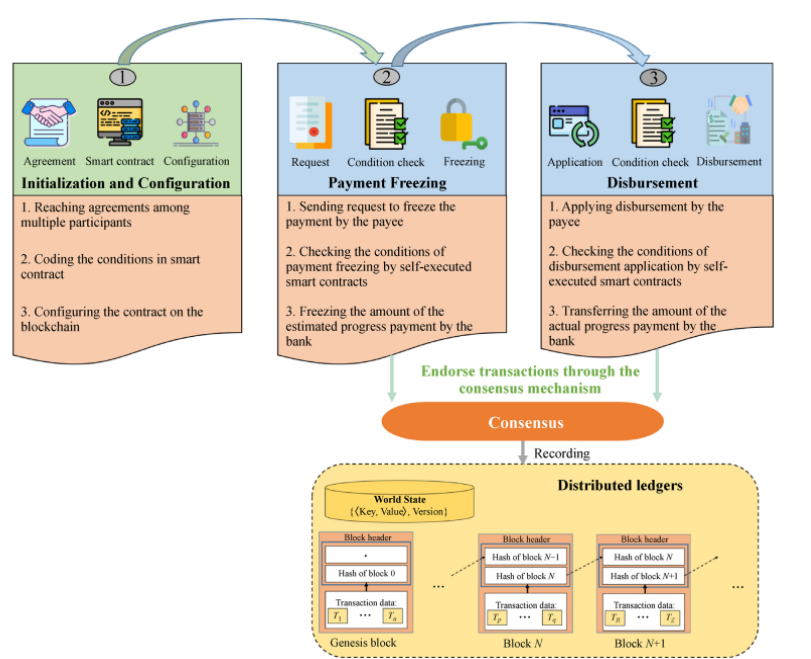 1
2
3
Agreement
Smart contract
Configuration
Initialization and Configuration
1. Reaching agreements among
multiple participants
2. Coding the conditions in smart
contract
3. Configuring the contract on the
blockchain
Request
Condition check
Freezing
Payment Freezing
1. Sending request to freeze the
payment by the payee
2. Checking the conditions of
payment freezing by self-executed
smart contracts
3. Freezing the amount of the
estimated progress payment by the
bank
Application
Condition check
Disbursement
Disbursement
1. Applying disbursement by the
payee
2. Checking the conditions of
disbursement application by self-
executed smart contracts
3. Transferring the amount of the
actual progress payment by the
bank
Endorse transactions through the
consensus mechanism
Consensus
Recording
Distributed ledgers
World State
{⟨Key, Value⟩, Version}
Block header
.
Hash of block 0
Transaction data:
T1 ... Tn
Genesis block
...
Block header
Hash of block N−1
Hash of block N
Transaction data:
Tp ... Tq
Block N
Block header
Hash of block N
Hash of block N+1
Transaction data:
... 
Block N+1
...